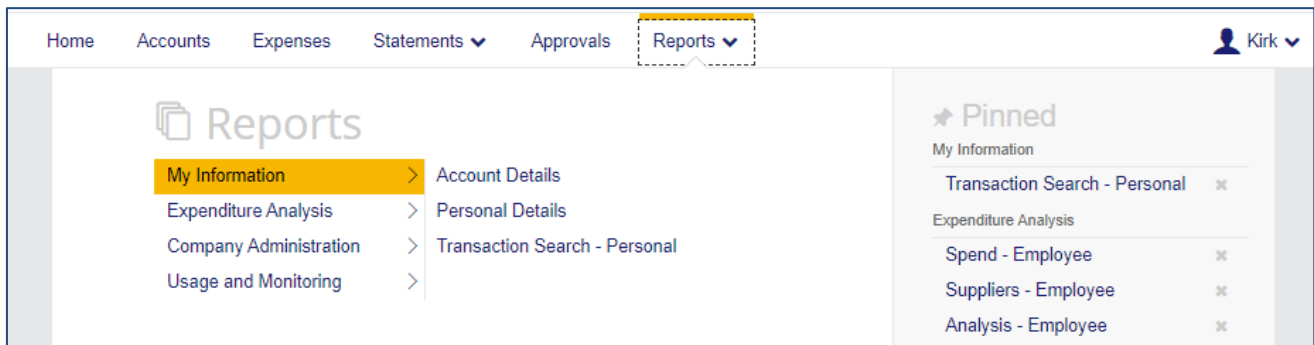 Home Accounts Expenses Statements Approvals Reports Kirk
Reports
My Information
Expenditure Analysis
Company Administration
Usage and Monitoring
Account Details
Personal Details
Transaction Search - Personal
Pinned
My Information
Transaction Search - Personal
Expenditure Analysis
Spend - Employee
Suppliers - Employee
Analysis - Employee